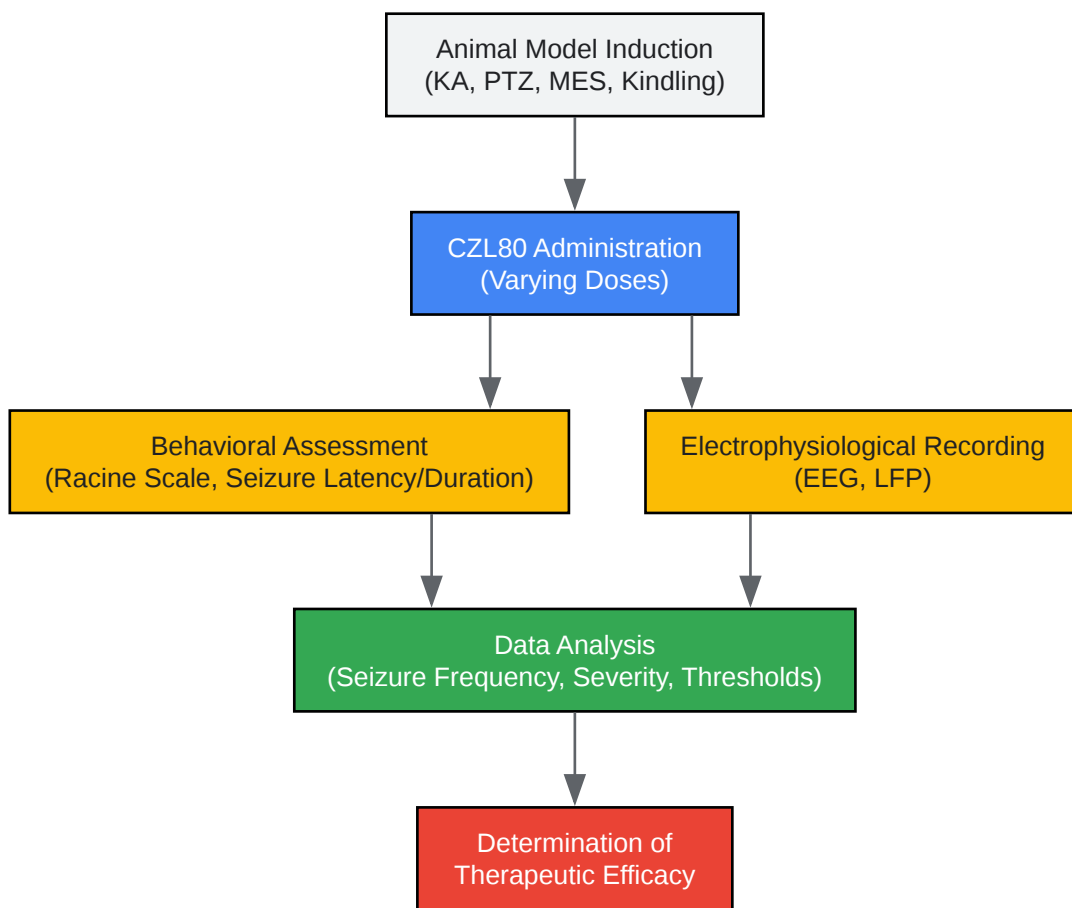 Animal Model Induction
(KA, PTZ, MES, Kindling)
CZL80 Administration
(Varying Doses)
Behavioral Assessment
(Racine Scale, Seizure Latency/Duration)
Electrophysiological Recording
(EEG, LFP)
Data Analysis
(Seizure Frequency, Severity, Thresholds)
Determination of
Therapeutic Efficacy